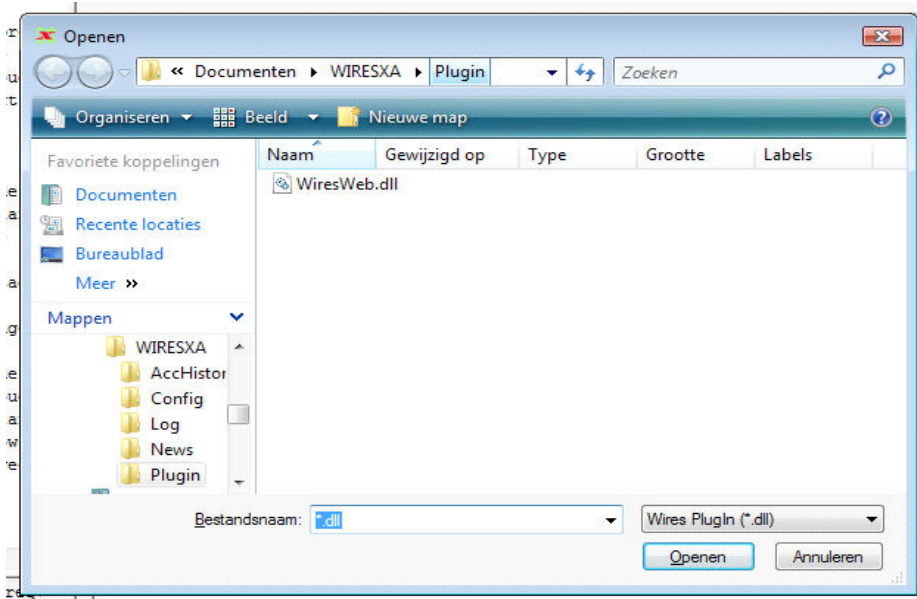 Openen
« Documenten WIRESXA Plugin Zoeken
Organiseren Beeld Nieuwe map
Favoriete koppelingen
Naam Gewijzigd op Type Grootte Labels
WiresWeb.dll
Documenten
Recente locaties
Bureaublad
Meer »
Mappen
WIRESXA
AccHistor
Config
Log
News
Plugin
Bestandsnaam: *.dll Wires PlugIn (*.dll)
Openen Annuleren